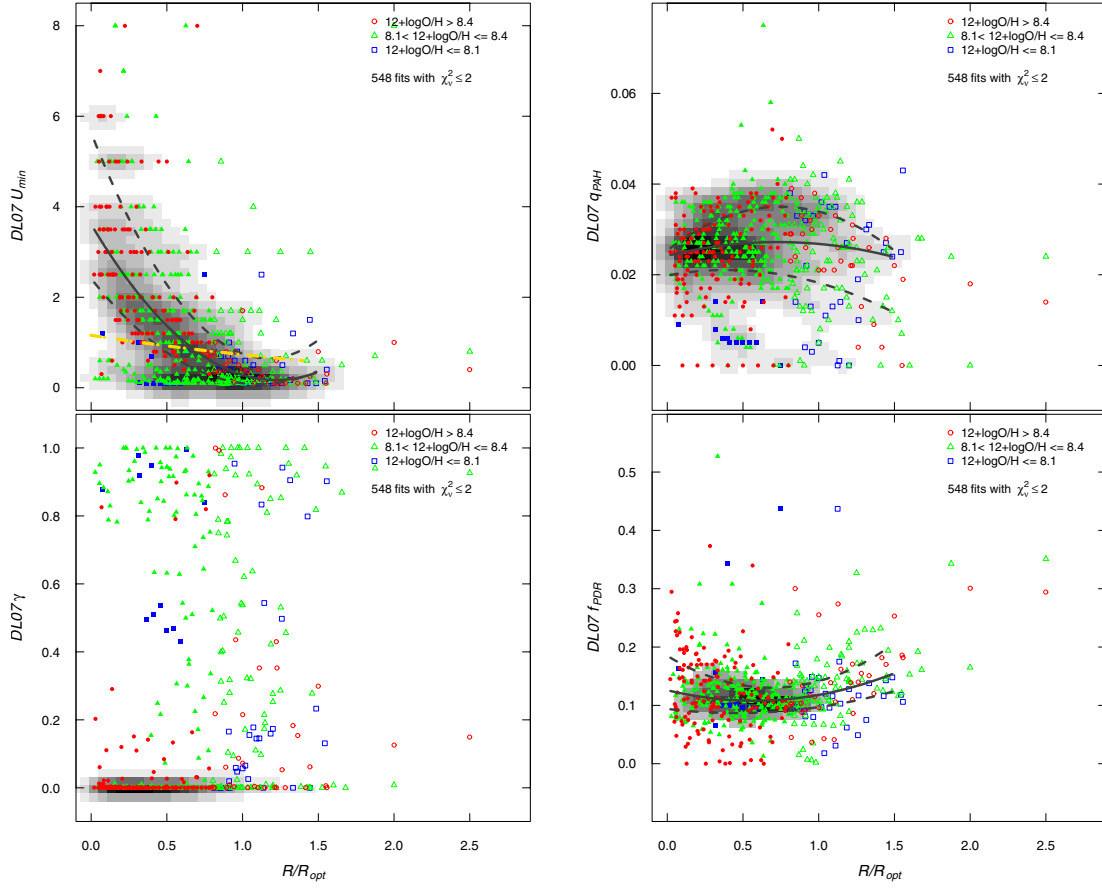 12+logO/H > 8.4
8.1< 12+logO/H <= 8.4
12+logO/H <= 8.1
548 fits with χ²ᵥ ≤ 2
8
6
4
2
0
DL07 U_min
12+logO/H > 8.4
8.1< 12+logO/H <= 8.4
12+logO/H <= 8.1
548 fits with χ²ᵥ ≤ 2
0.06
0.04
0.02
0.00
DL07 q_PAH
12+logO/H > 8.4
8.1< 12+logO/H <= 8.4
12+logO/H <= 8.1
548 fits with χ²ᵥ ≤ 2
1.0
0.8
0.6
0.4
0.2
0.0
DL07 γ
0.0 0.5 1.0 1.5 2.0 2.5
R/R_opt
12+logO/H > 8.4
8.1< 12+logO/H <= 8.4
12+logO/H <= 8.1
548 fits with χ²ᵥ ≤ 2
0.5
0.4
0.3
0.2
0.1
0.0
DL07 f_PDR
0.0 0.5 1.0 1.5 2.0 2.5
R/R_opt